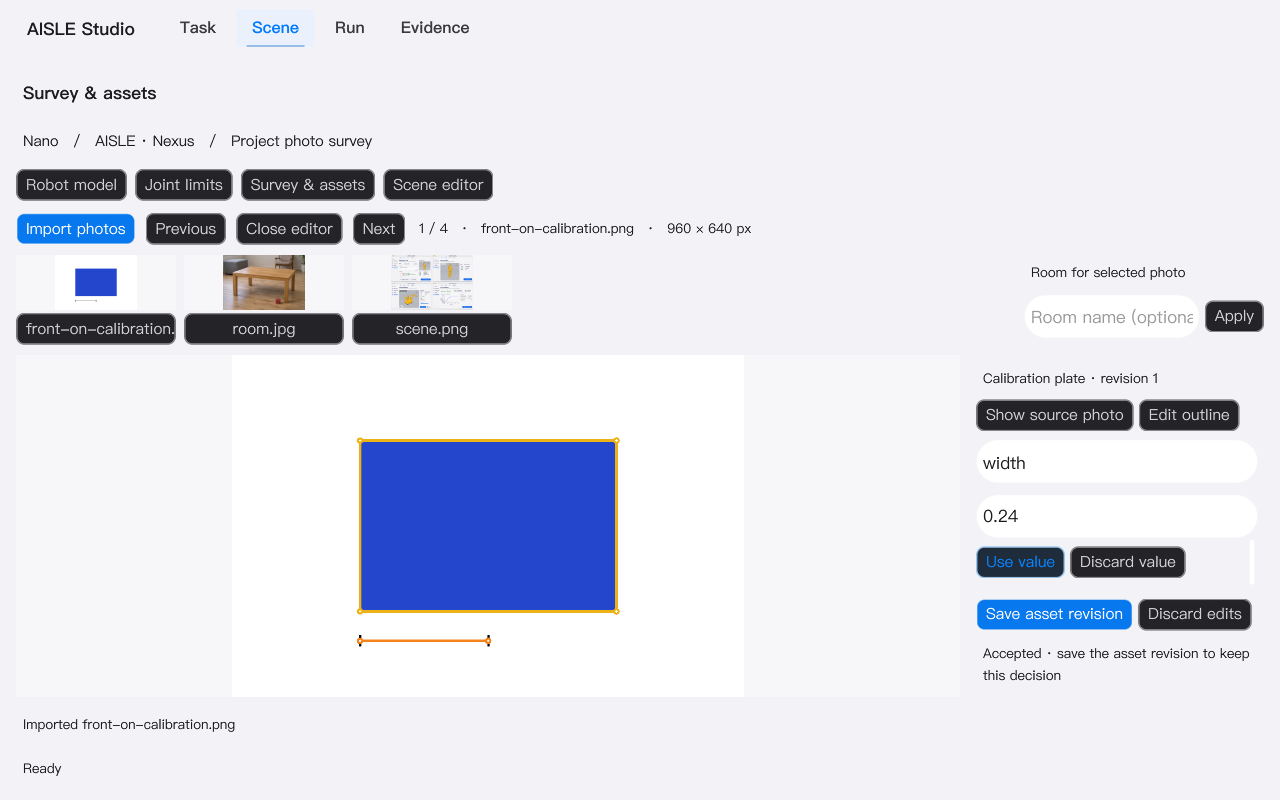 AISLE Studio Task Scene Run Evidence
Survey & assets
Nano / AISLE · Nexus / Project photo survey
Robot model Joint limits Survey & assets Scene editor
Import photos Previous Close editor Next 1 / 4 · front-on-calibration.png · 960 × 640 px
Room for selected photo
front-on-calibration. room.jpg scene.png
Room name (optiona Apply
Calibration plate · revision 1
Show source photo Edit outline
width
0.24
Use value Discard value
Save asset revision Discard edits
Accepted · save the asset revision to keep
this decision
Imported front-on-calibration.png
Ready